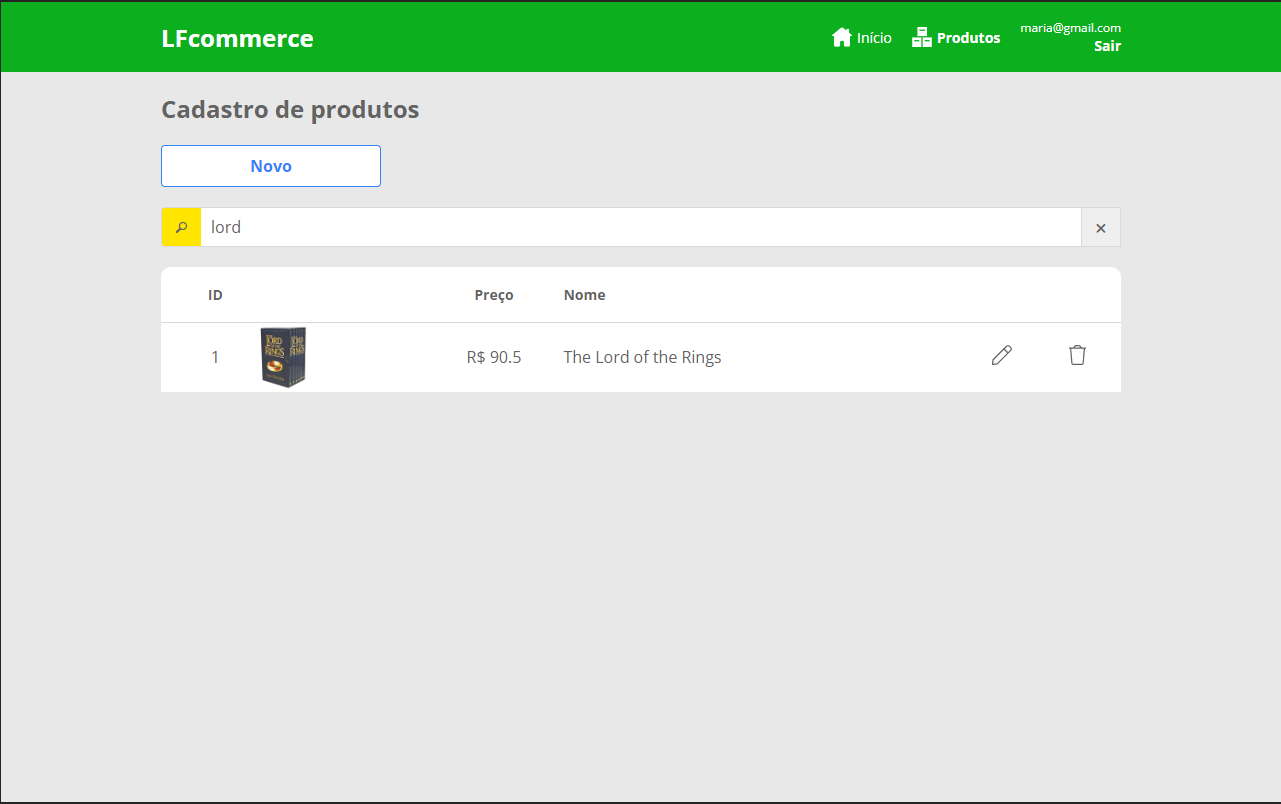 LFcommerce
Início
Produtos
maria@gmail.com
Sair
Cadastro de produtos
Novo
lord
ID
Preço
Nome
1
LORD
OF THE
RINGS
R$ 90.5
The Lord of the Rings